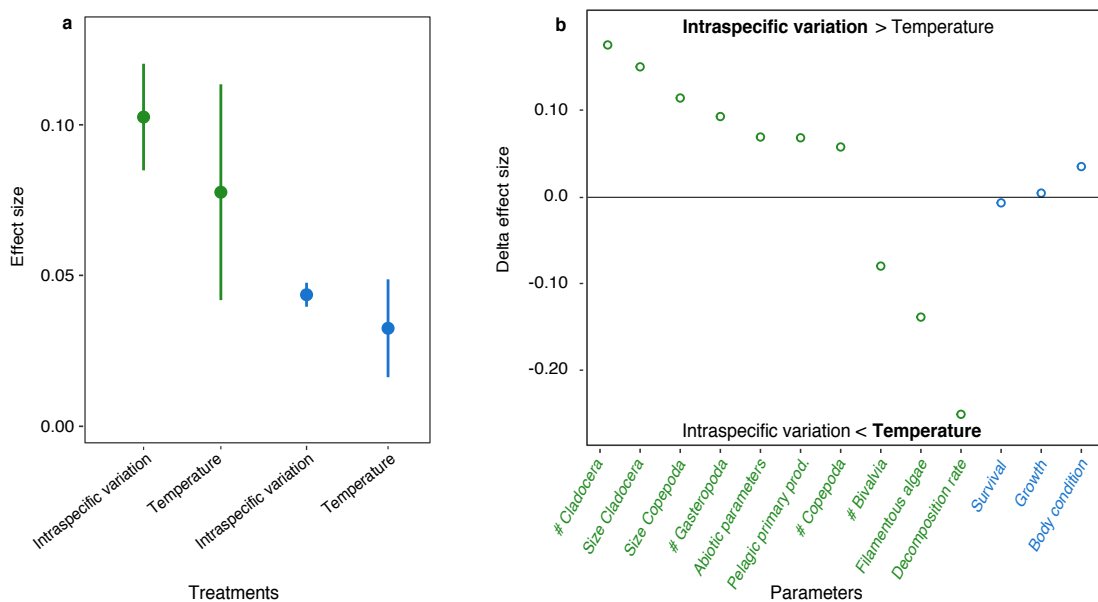 a
0.10
0.05
0.00
Effect size
Intraspecific variation
Temperature
Intraspecific variation
Temperature
Treatments
b
Intraspecific variation > Temperature
0.10
0.0
-0.10
-0.20
Delta effect size
Intraspecific variation < Temperature
# Cladocera
Size Cladocera
Size Copepoda
# Gasteropoda
Abiotic parameters
Pelagic primary prod.
# Copepoda
# Bivalvia
Filamentous algae
Decomposition rate
Survival
Growth
Body condition
Parameters